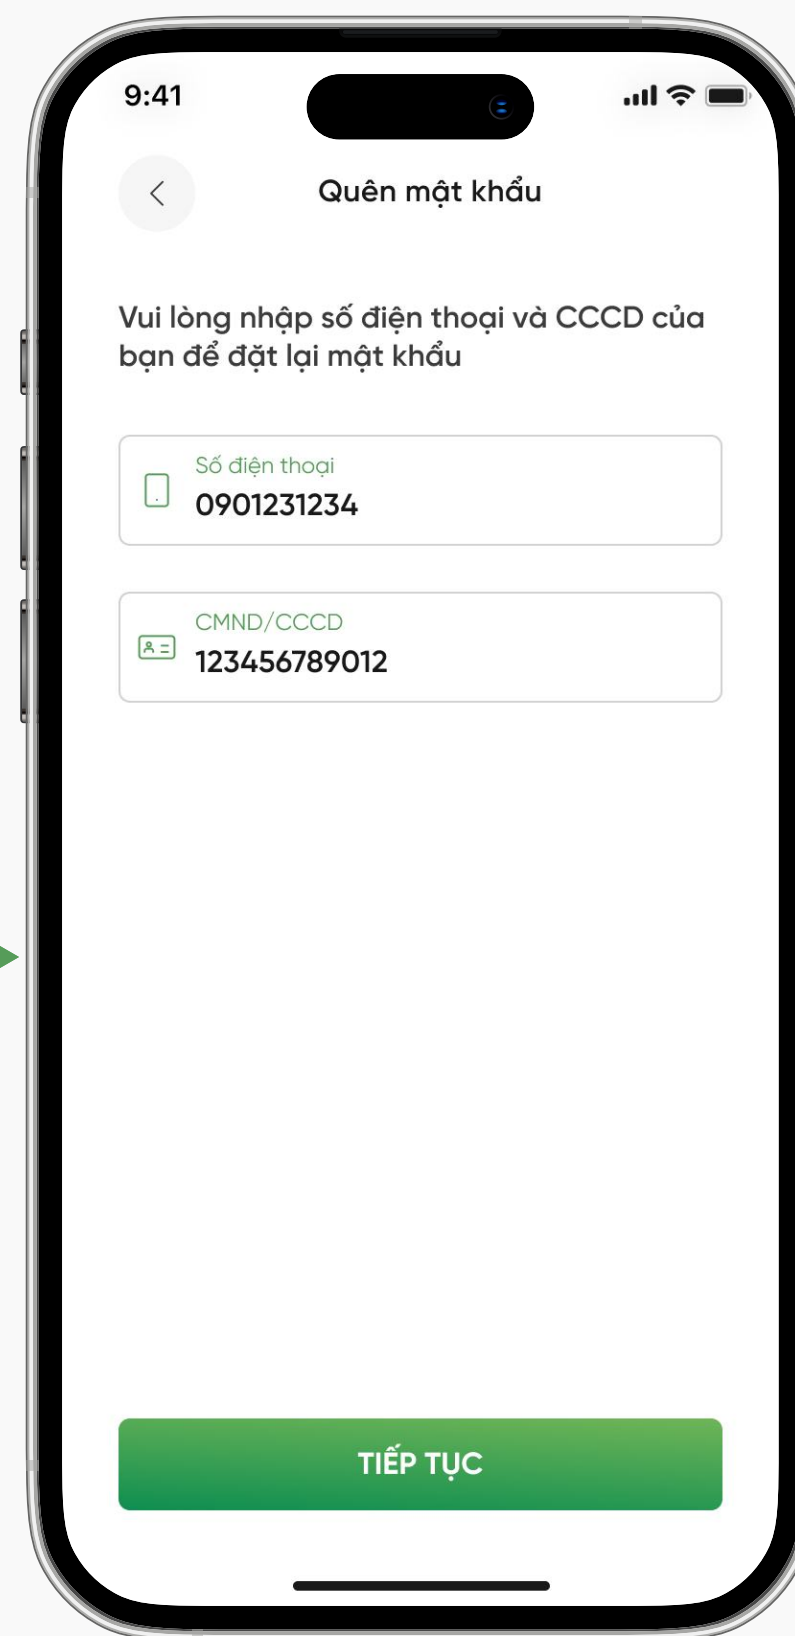 9:41
Quên mật khẩu
Vui lòng nhập số điện thoại và CCCD của
bạn để đặt lại mật khẩu
Số điện thoại
0901231234
CMND/CCCD
123456789012
TIẾP TỤC